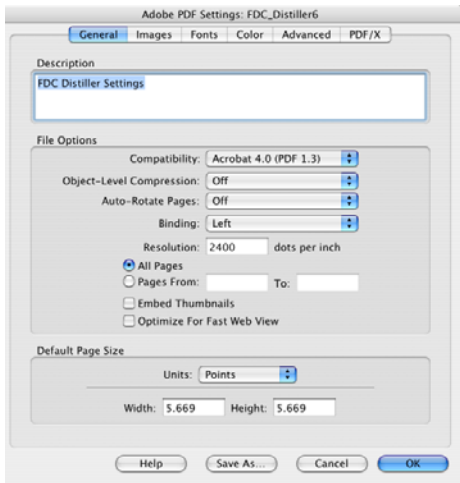 Adobe PDF Settings: FDC_Distiller6
General Images Fonts Color Advanced PDF/X
Description
FDC Distiller Settings
File Options
Compatibility: Acrobat 4.0 (PDF 1.3)
Object-Level Compression: Off
Auto-Rotate Pages: Off
Binding: Left
Resolution: 2400 dots per inch
All Pages
Pages From: To:
Embed Thumbnails
Optimize For Fast Web View
Default Page Size
Units: Points
Width: 5.669 Height: 5.669
Help Save As... Cancel OK